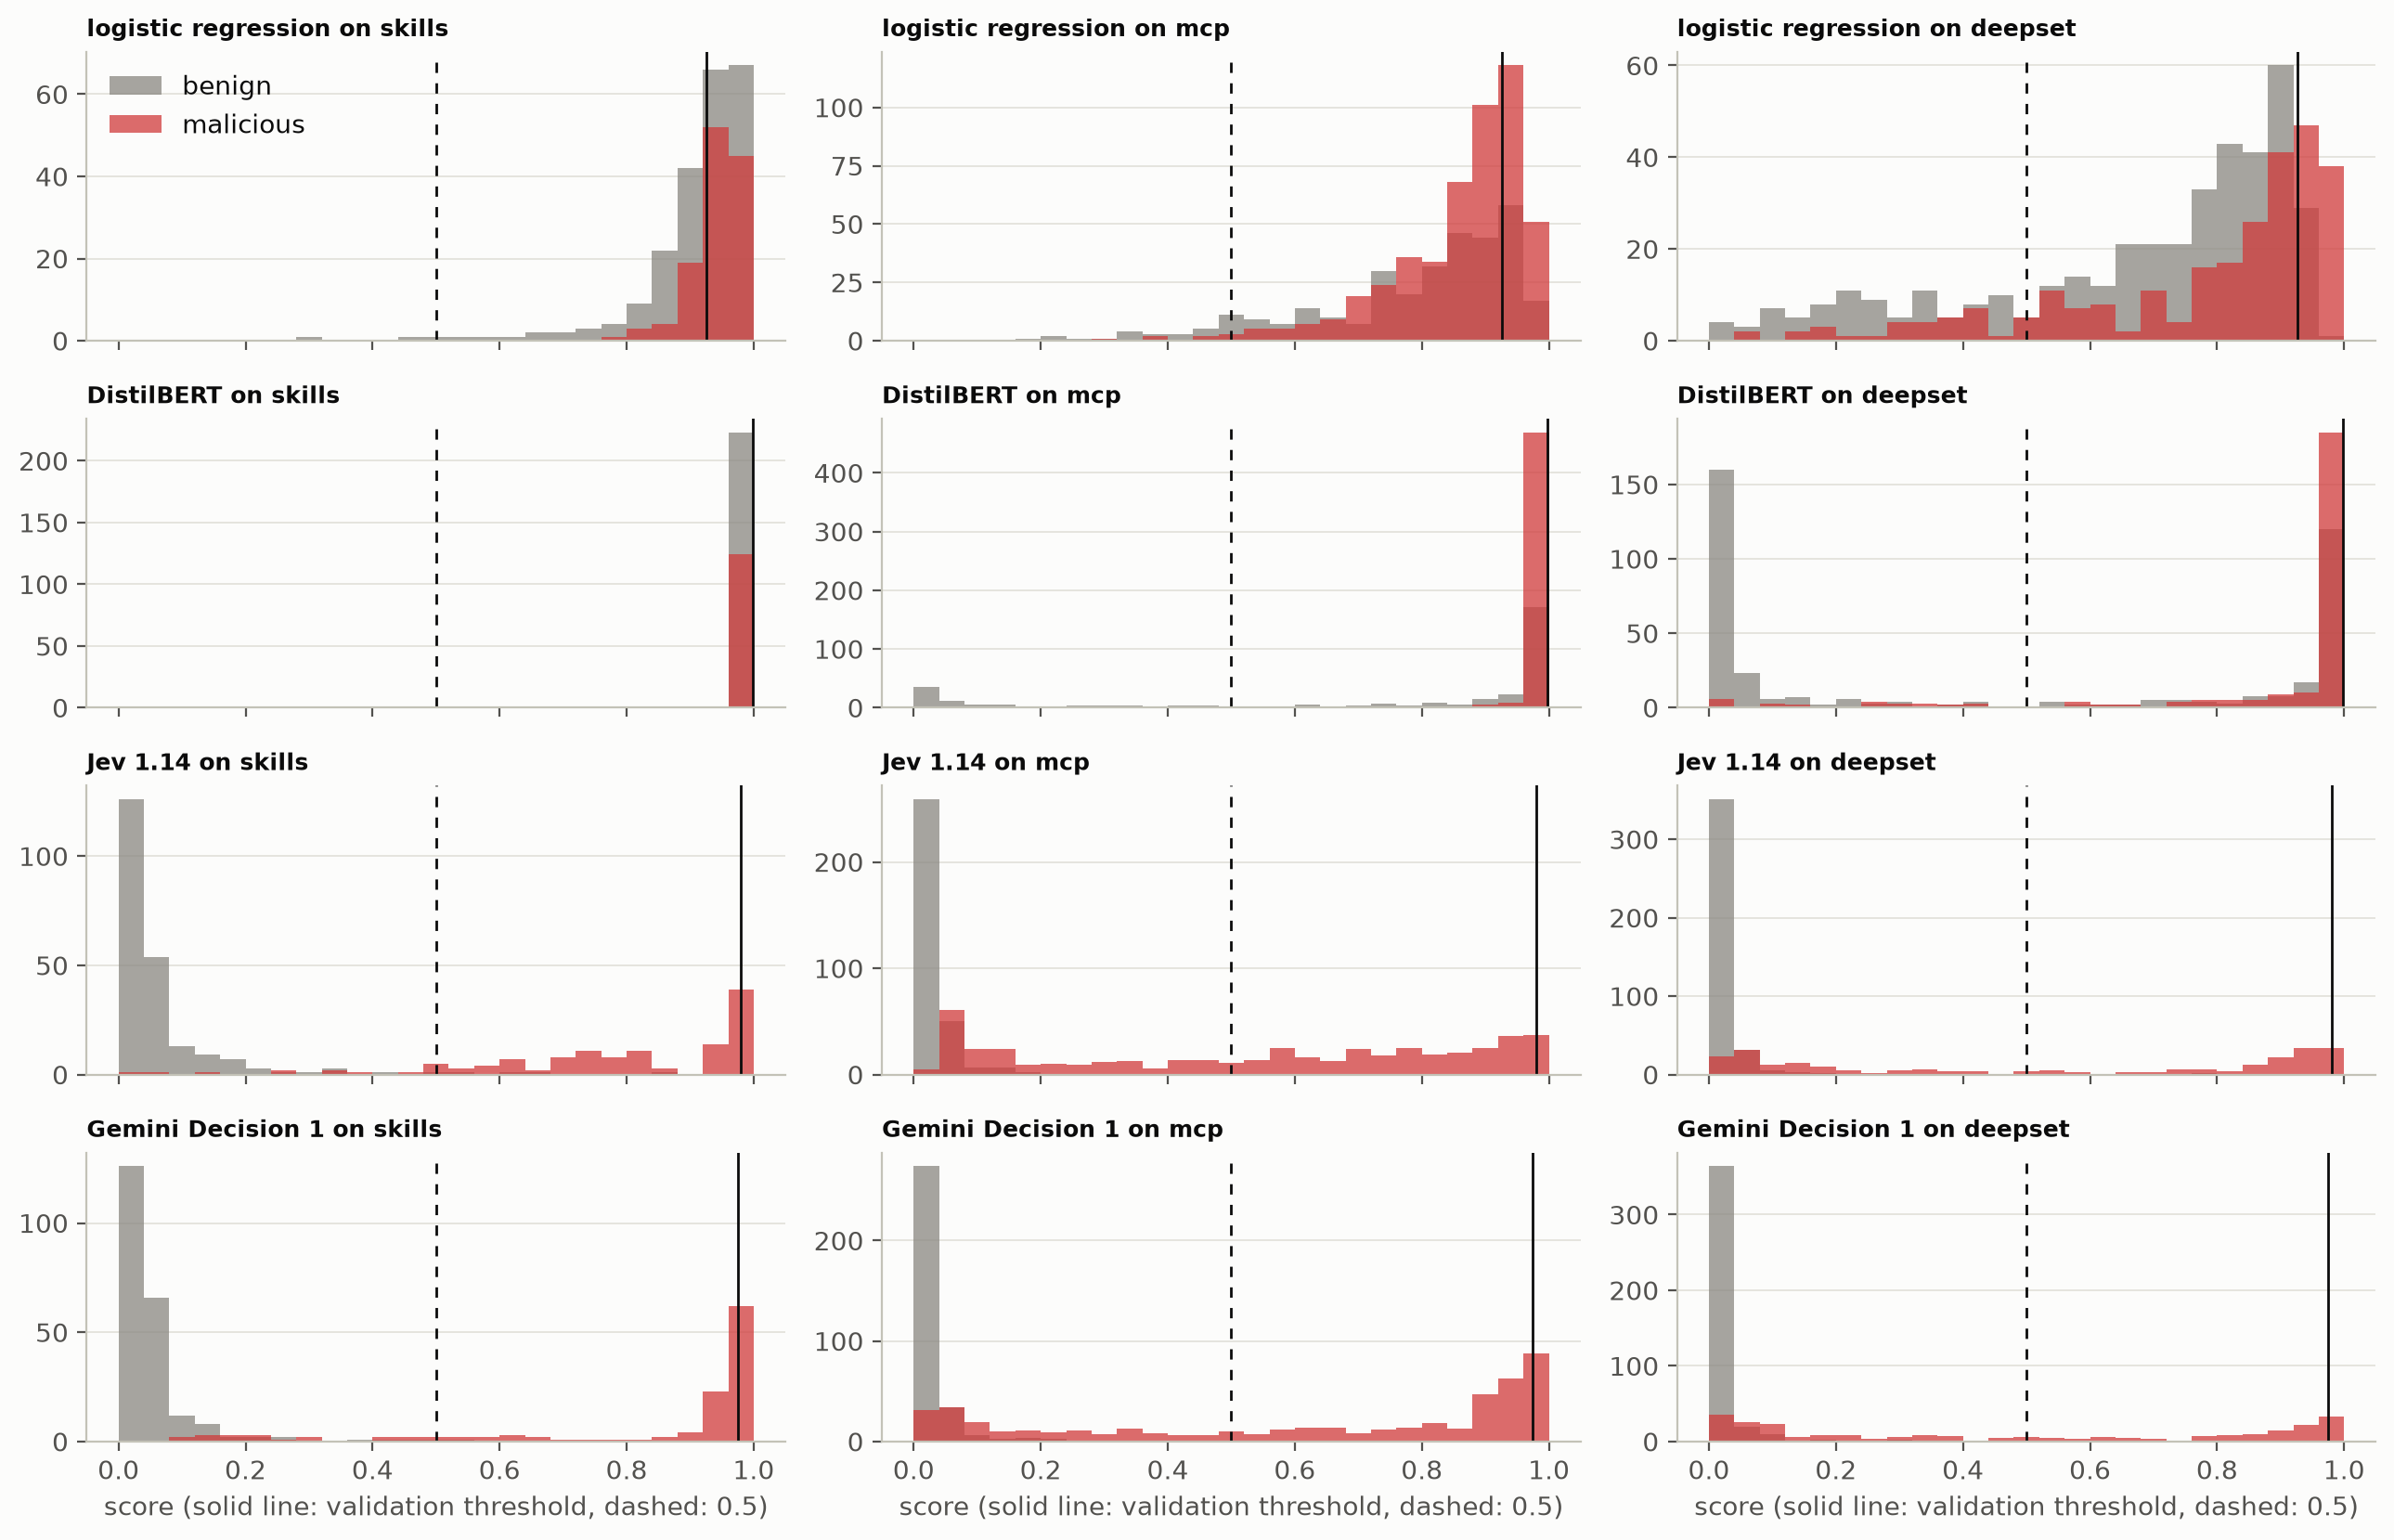 logistic regression on skills
benign
malicious
60
40
20
0
logistic regression on mcp
100
75
50
25
0
logistic regression on deepset
60
40
20
0
DistilBERT on skills
200
150
100
50
0
DistilBERT on mcp
400
300
200
100
0
DistilBERT on deepset
150
100
50
0
Jev 1.14 on skills
100
50
0
Jev 1.14 on mcp
200
100
0
Jev 1.14 on deepset
300
200
100
0
Gemini Decision 1 on skills
100
50
0
0.0 0.2 0.4 0.6 0.8 1.0
score (solid line: validation threshold, dashed: 0.5)
Gemini Decision 1 on mcp
200
100
0
0.0 0.2 0.4 0.6 0.8 1.0
score (solid line: validation threshold, dashed: 0.5)
Gemini Decision 1 on deepset
300
200
100
0
0.0 0.2 0.4 0.6 0.8 1.0
score (solid line: validation threshold, dashed: 0.5)